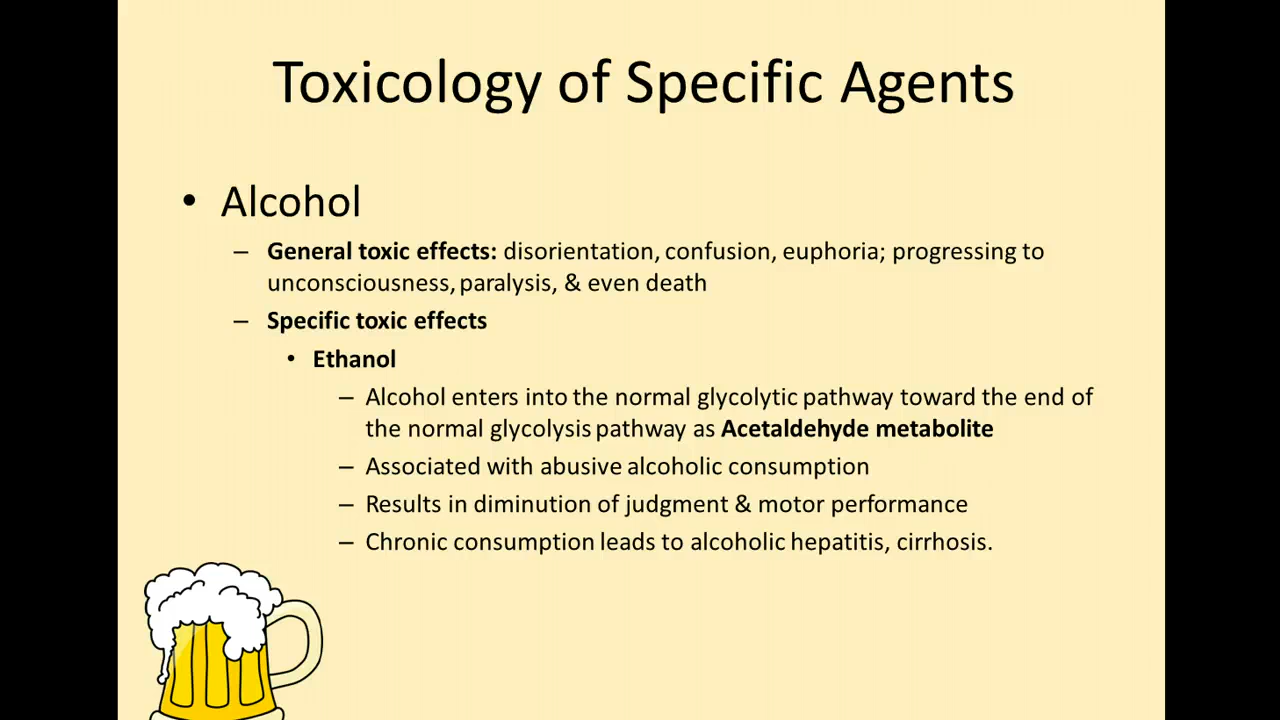 Toxicology of Specific Agents
• Alcohol
– General toxic effects: disorientation, confusion, euphoria; progressing to
unconsciousness, paralysis, & even death
– Specific toxic effects
• Ethanol
– Alcohol enters into the normal glycolytic pathway toward the end of
the normal glycolysis pathway as Acetaldehyde metabolite
– Associated with abusive alcoholic consumption
– Results in diminution of judgment & motor performance
– Chronic consumption leads to alcoholic hepatitis, cirrhosis.